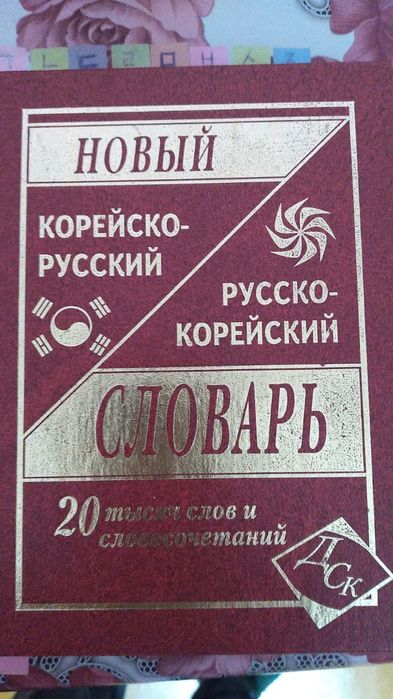 НОВЫЙ
КОРЕЙСКО-
РУССКИЙ
РУССКО-
КОРЕЙСКИЙ
СЛОВАРЬ
20 тысяч слов и
словосочетаний
ДСК